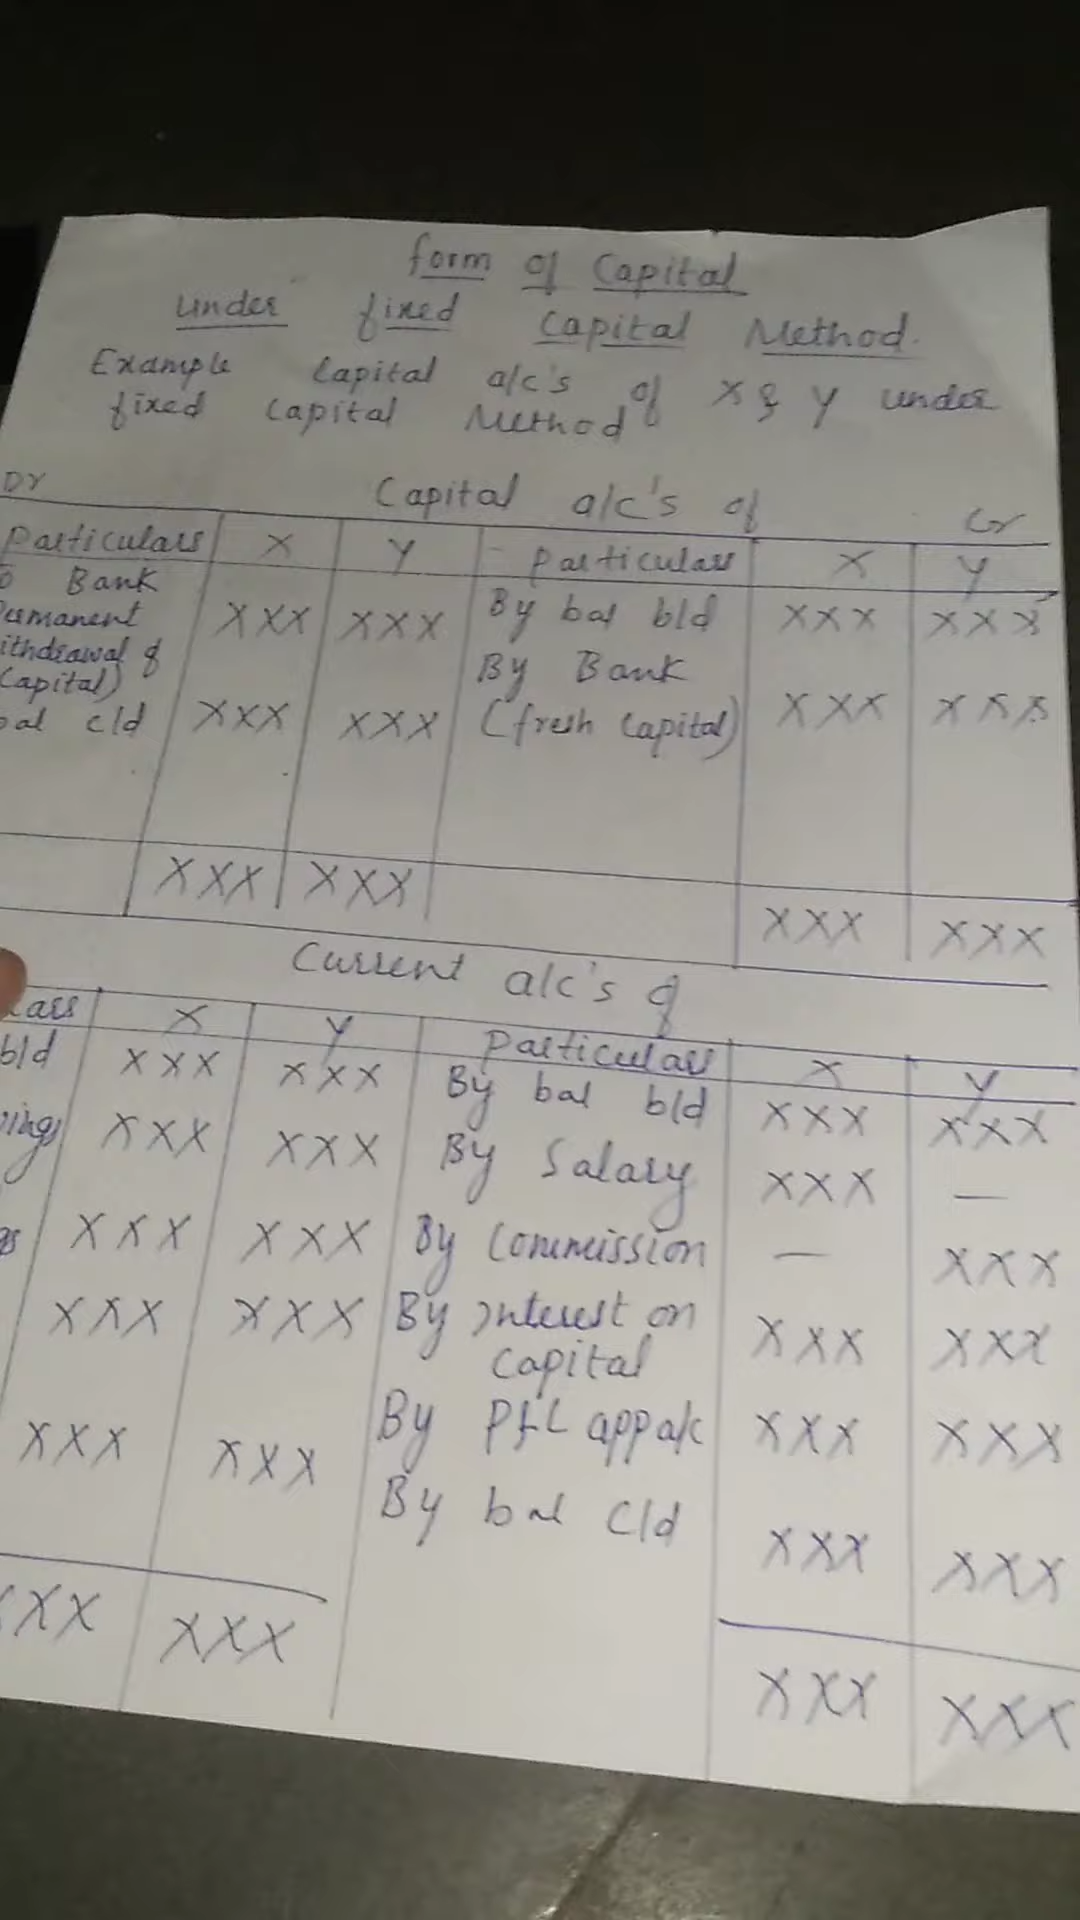 form of Capital
under fixed Capital Method.
Example Capital a/c's of X & Y under
fixed Capital Method
Dr Capital a/c's of Cr
Particulars X Y Particulars X Y
Bank By bal b/d XXX XXX
Permanent XXX XXX By Bank
withdrawal of
Capital) (fresh Capital) XXX XXX
bal c/d XXX XXX
XXX XXX XXX XXX
Current a/c's of
X Y Particulars X Y
b/d XXX XXX By bal b/d XXX XXX
XXX XXX By Salary XXX —
XXX XXX By Commission — XXX
XXX XXX By Interest on XXX XXX
Capital
XXX XXX By P&L app a/c XXX XXX
By bal c/d XXX XXX
XXX XXX XXX XXX